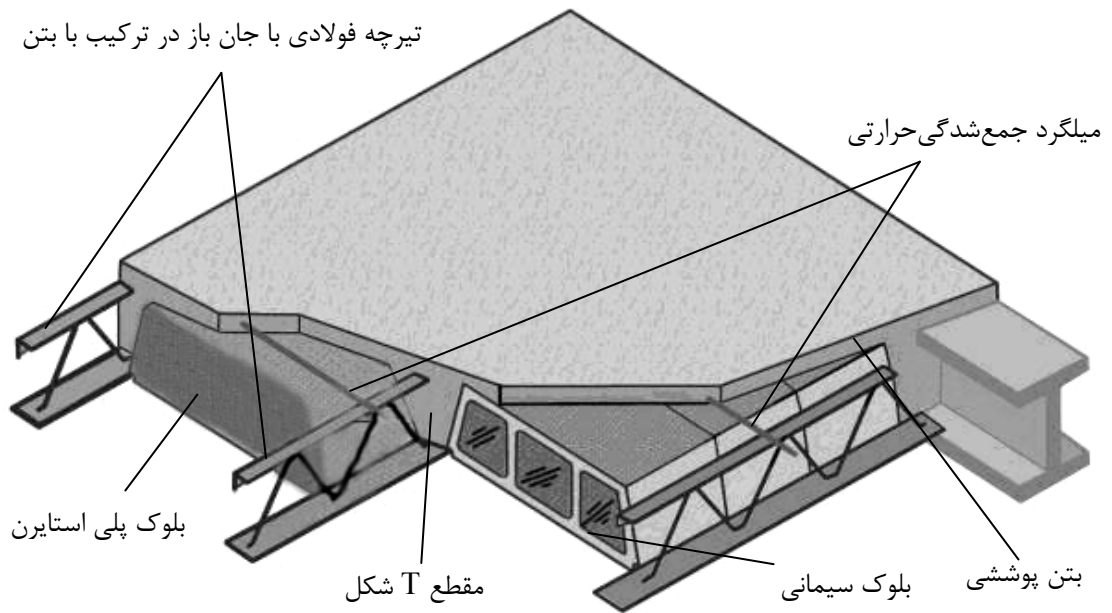 تیرچه فولادی با جان باز در ترکیب با بتن
میلگرد جمع‌شدگی‌حرارتی
بلوک پلی استایرن
مقطع T شکل
بلوک سیمانی
بتن پوششی